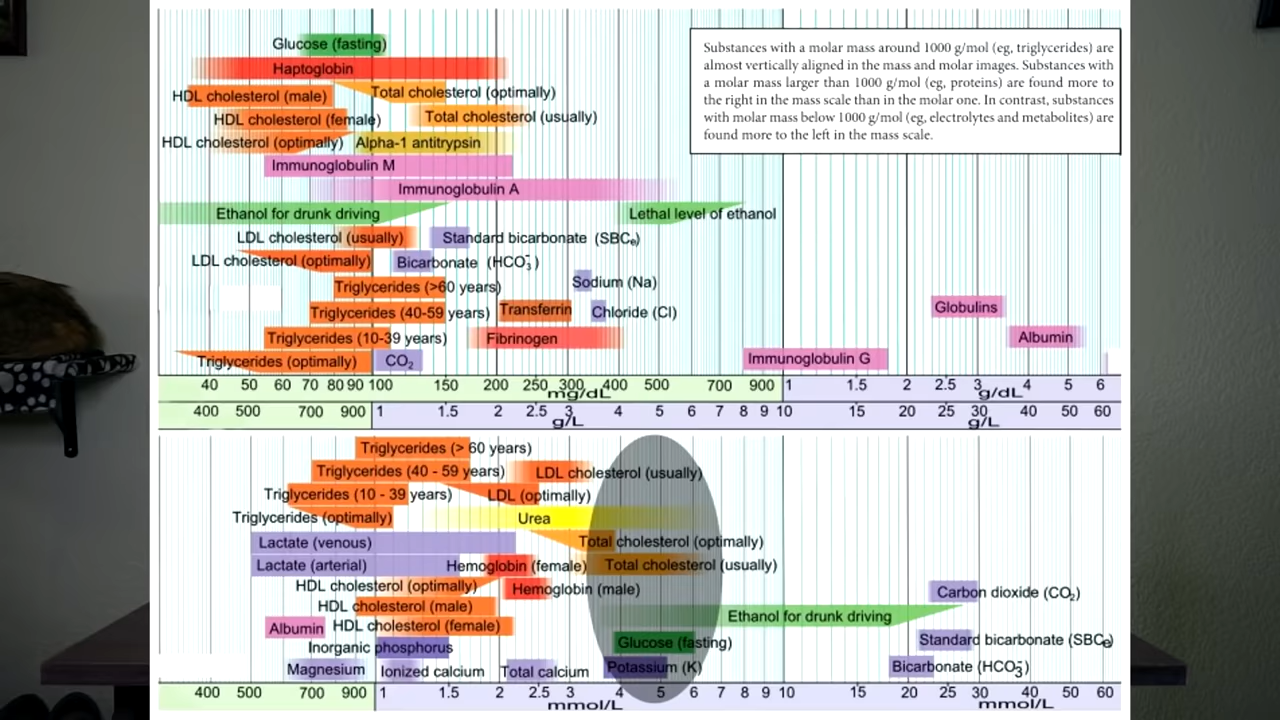 Glucose (fasting)
Haptoglobin
HDL cholesterol (male)
Total cholesterol (optimally)
HDL cholesterol (female)
Total cholesterol (usually)
HDL cholesterol (optimally)
Alpha-1 antitrypsin
Immunoglobulin M
Immunoglobulin A
Ethanol for drunk driving
Lethal level of ethanol
LDL cholesterol (usually)
Standard bicarbonate (SBCe)
LDL cholesterol (optimally)
Bicarbonate (HCO3-)
Triglycerides (>60 years)
Sodium (Na)
Triglycerides (40-59 years)
Transferrin
Chloride (Cl)
Globulins
Triglycerides (10-39 years)
Fibrinogen
Albumin
Triglycerides (optimally)
CO2
Immunoglobulin G
Substances with a molar mass around 1000 g/mol (eg, triglycerides) are
almost vertically aligned in the mass and molar images. Substances with
a molar mass larger than 1000 g/mol (eg, proteins) are found more to
the right in the mass scale than in the molar one. In contrast, substances
with molar mass below 1000 g/mol (eg, electrolytes and metabolites) are
found more to the left in the mass scale.
40 50 60 70 80 90 100 150 200 250 300 400 500 700 900 1 1.5 2 2.5 3 4 5 6
mg/dL g/dL
400 500 700 900 1 1.5 2 2.5 3 4 5 6 7 8 9 10 15 20 25 30 40 50 60
g/L g/L
Triglycerides (> 60 years)
Triglycerides (40 - 59 years)
LDL cholesterol (usually)
Triglycerides (10 - 39 years)
LDL (optimally)
Triglycerides (optimally)
Urea
Lactate (venous)
Total cholesterol (optimally)
Lactate (arterial)
Hemoglobin (female)
Total cholesterol (usually)
HDL cholesterol (optimally)
Hemoglobin (male)
Carbon dioxide (CO2)
HDL cholesterol (male)
Ethanol for drunk driving
Albumin
HDL cholesterol (female)
Glucose (fasting)
Standard bicarbonate (SBCe)
Inorganic phosphorus
Magnesium
Ionized calcium
Total calcium
Potassium (K)
Bicarbonate (HCO3-)
400 500 700 900 1 1.5 2 2.5 3 4 5 6 7 8 9 10 15 20 25 30 40 50 60
mmol/L mmol/L